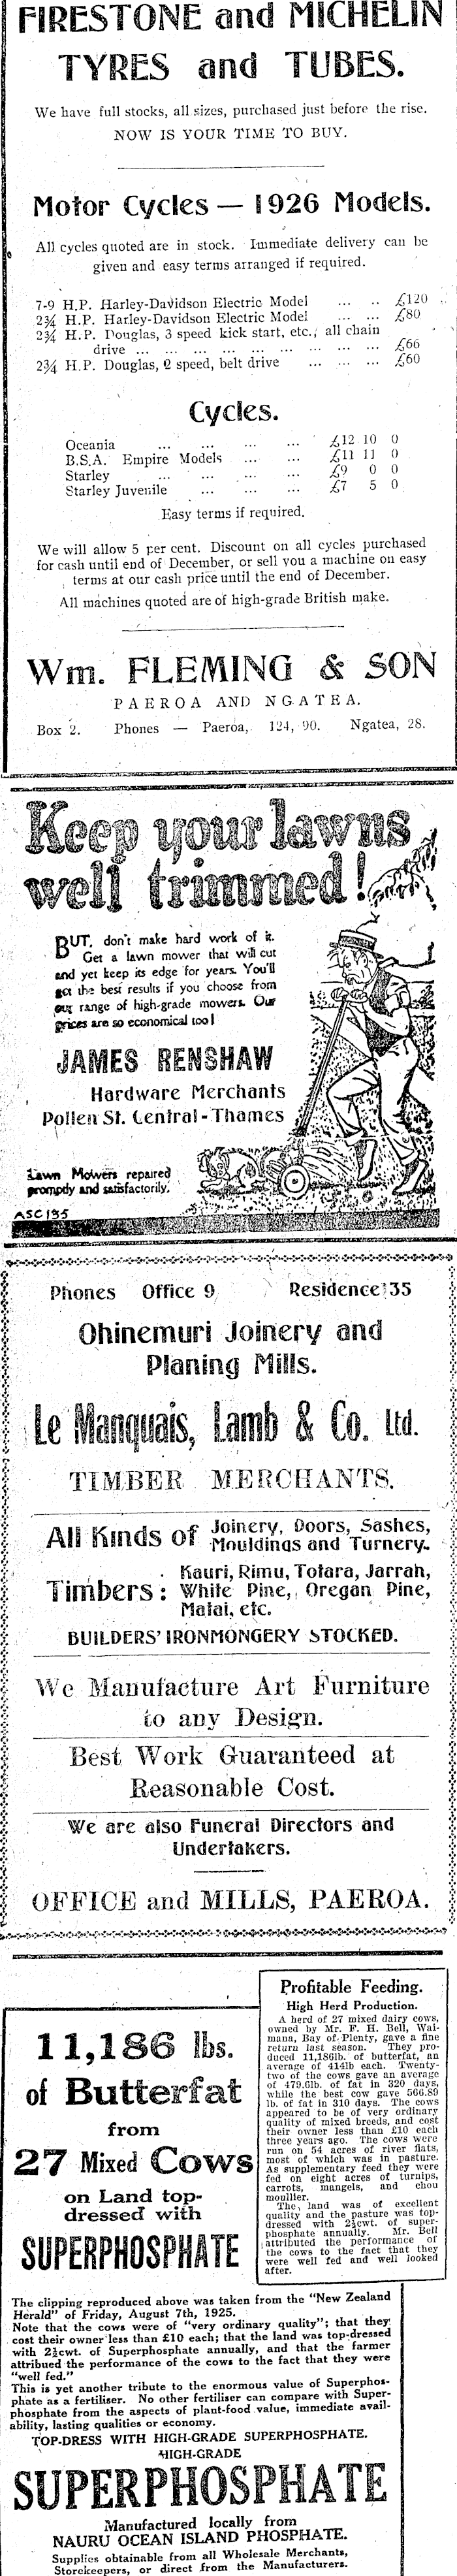 FIRESTONE and MICHELIN
TYRES and TUBES.
We have full stocks, all sizes, purchased just before the rise.
NOW IS YOUR TIME TO BUY.
Motor Cycles — 1926 Models.
All cycles quoted are in stock. Immediate delivery can be
given and easy terms arranged if required.
7-9 H.P. Harley-Davidson Electric Model ... .. £120
2¾ H.P. Harley-Davidson Electric Model ... ... £80
2¾ H.P. Douglas, 3 speed kick start, etc., all chain
drive ... ... ... ... ... ... ... ... ... £66
2¾ H.P. Douglas, 2 speed, belt drive ... ... ... £60
Cycles.
Oceania ... ... ... ... £12 10 0
B.S.A. Empire Models ... ... £11 11 0
Starley ... ... ... ... £9 0 0
Starley Juvenile ... ... ... £7 5 0
Easy terms if required.
We will allow 5 per cent. Discount on all cycles purchased
for cash until end of December, or sell you a machine on easy
terms at our cash price until the end of December.
All machines quoted are of high-grade British make.
Wm. FLEMING & SON
PAEROA AND NGATEA.
Box 2. Phones — Paeroa, 124, 90. Ngatea, 28.
Keep your lawns
well trimmed!
BUT, don't make hard work of it.
Get a lawn mower that will cut
and yet keep its edge for years. You'll
get the best results if you choose from
our range of high-grade mowers. Our
prices are so economical too!
JAMES RENSHAW
Hardware Merchants
Pollen St. Central - Thames
Lawn Mowers repaired
promptly and satisfactorily.
ASC135
Phones Office 9 Residence 35
Ohinemuri Joinery and
Planing Mills.
Le Manquais, Lamb & Co. Ltd.
TIMBER MERCHANTS.
All Kinds of Joinery, Doors, Sashes,
Mouldings and Turnery.
Timbers: Kauri, Rimu, Totara, Jarrah,
White Pine, Oregan Pine,
Matai, etc.
BUILDERS' IRONMONGERY STOCKED.
We Manufacture Art Furniture
to any Design.
Best Work Guaranteed at
Reasonable Cost.
We are also Funeral Directors and
Undertakers.
OFFICE and MILLS, PAEROA.
11,186 lbs.
of Butterfat
from
27 Mixed Cows
on Land top-
dressed with
SUPERPHOSPHATE
Profitable Feeding.
High Herd Production.
A herd of 27 mixed dairy cows,
owned by Mr. F. H. Bell, Wai-
mana, Bay of Plenty, gave a fine
return last season. They pro-
duced 11,186lb. of butterfat, an
average of 414lb each. Twenty-
two of the cows gave an average
of 479.6lb. of fat in 320 days,
while the best cow gave 566.89
lb. of fat in 310 days. The cows
appeared to be of very ordinary
quality of mixed breeds, and cost
their owner less than £10 each
three years ago. The cows were
run on 54 acres of river flats,
most of which was in pasture.
As supplementary feed they were
fed on eight acres of turnips,
carrots, mangels, and chou
moullier.
The land was of excellent
quality and the pasture was top-
dressed with 2½cwt. of super-
phosphate annually. Mr. Bell
attributed the performance of
the cows to the fact that they
were well fed and well looked
after.
The clipping reproduced above was taken from the "New Zealand
Herald" of Friday, August 7th, 1925.
Note that the cows were of "very ordinary quality"; that they
cost their owner less than £10 each; that the land was top-dressed
with 2½cwt. of Superphosphate annually, and that the farmer
attribued the performance of the cows to the fact that they were
"well fed."
This is yet another tribute to the enormous value of Superphos-
phate as a fertiliser. No other fertiliser can compare with Super-
phosphate from the aspects of plant-food value, immediate avail-
ability, lasting qualities or economy.
TOP-DRESS WITH HIGH-GRADE SUPERPHOSPHATE.
HIGH-GRADE
SUPERPHOSPHATE
Manufactured locally from
NAURU OCEAN ISLAND PHOSPHATE.
Supplies obtainable from all Wholesale Merchants,
Storekeepers, or direct from the Manufacturers.